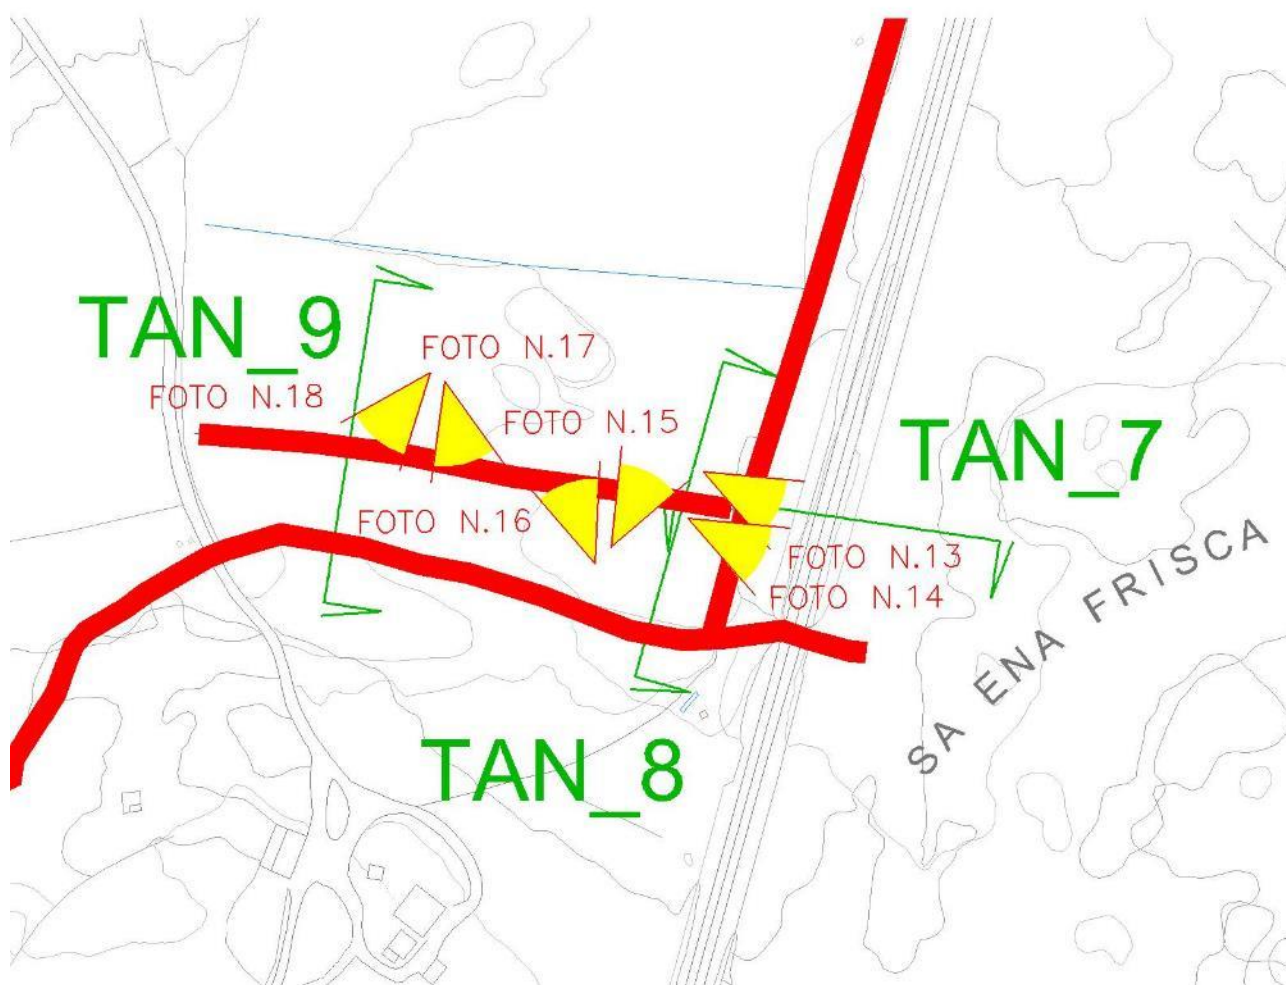 TAN_9
FOTO N.17
FOTO N.18
FOTO N.15
TAN_7
FOTO N.16
FOTO N.13
FOTO N.14
SA ENA FRISCA
TAN_8